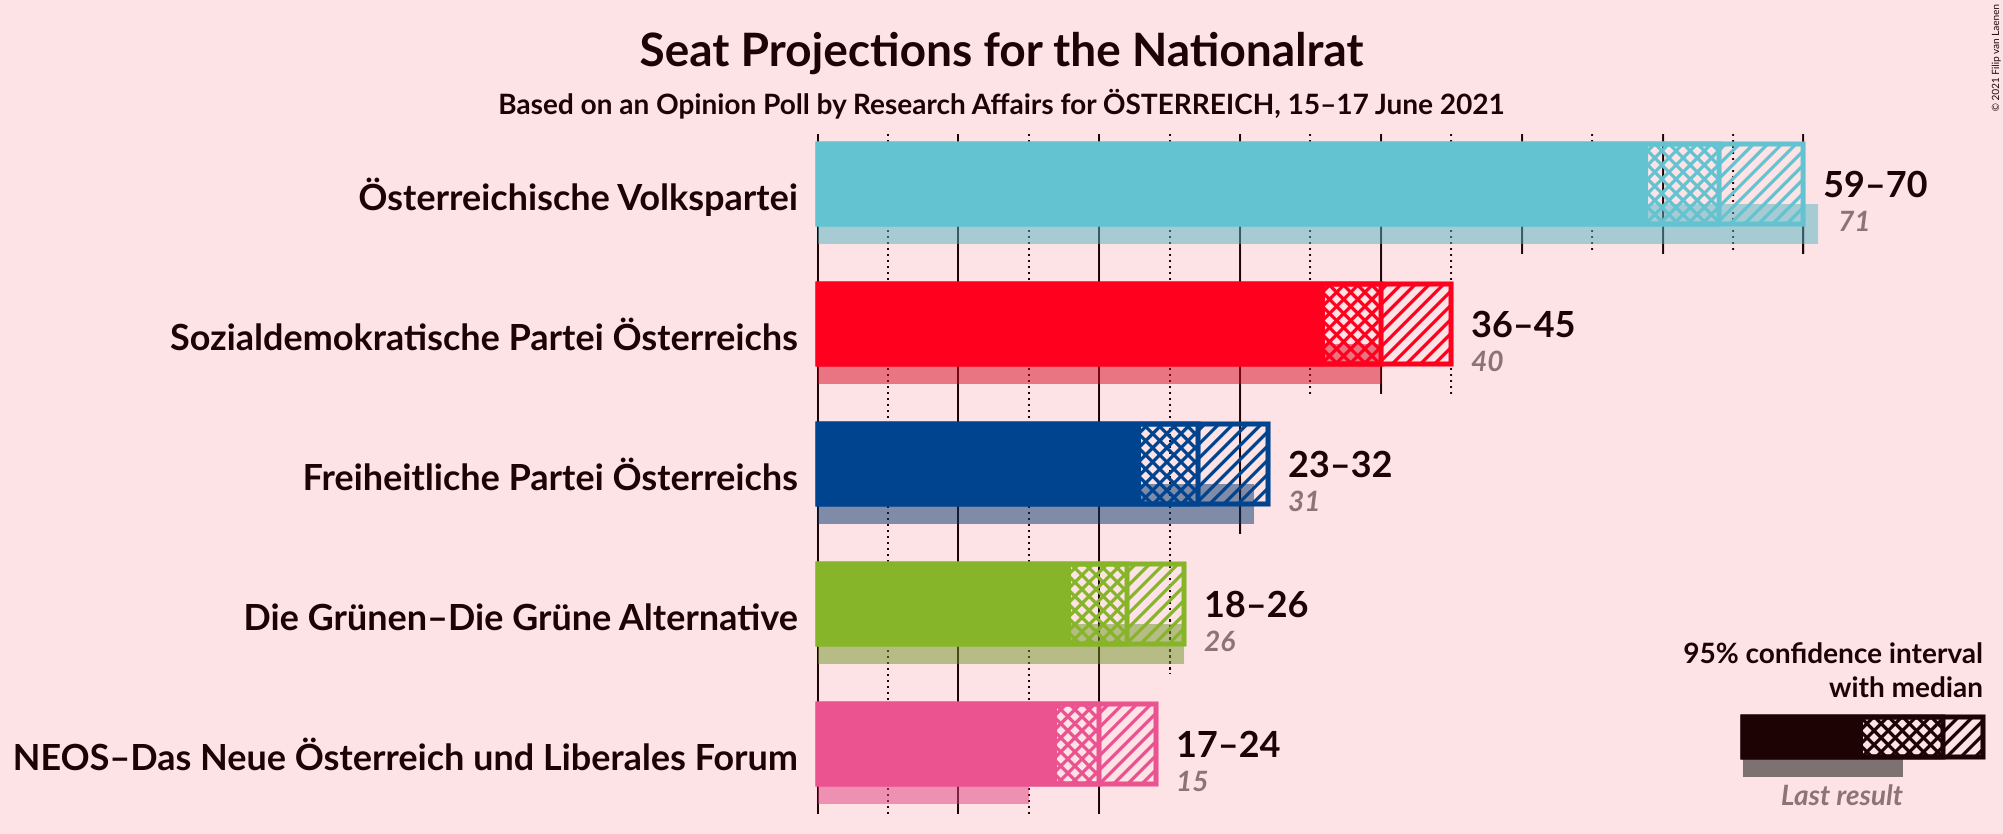 Seat Projections for the Nationalrat
Based on an Opinion Poll by Research Affairs for ÖSTERREICH, 15–17 June 2021
© 2021 Filip van Laenen
Österreichische Volkspartei
59–70
71
Sozialdemokratische Partei Österreichs
36–45
40
Freiheitliche Partei Österreichs
23–32
31
Die Grünen–Die Grüne Alternative
18–26
26
NEOS–Das Neue Österreich und Liberales Forum
17–24
15
95% confidence interval
with median
Last result